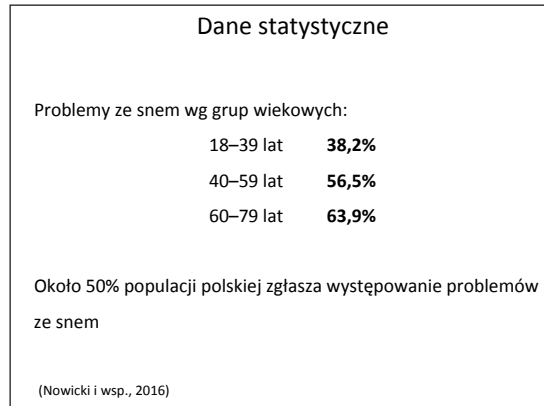 Dane statystyczne
Problemy ze snem wg grup wiekowych:
18–39 lat 38,2%
40–59 lat 56,5%
60–79 lat 63,9%
Około 50% populacji polskiej zgłasza występowanie problemów
ze snem
(Nowicki i wsp., 2016)